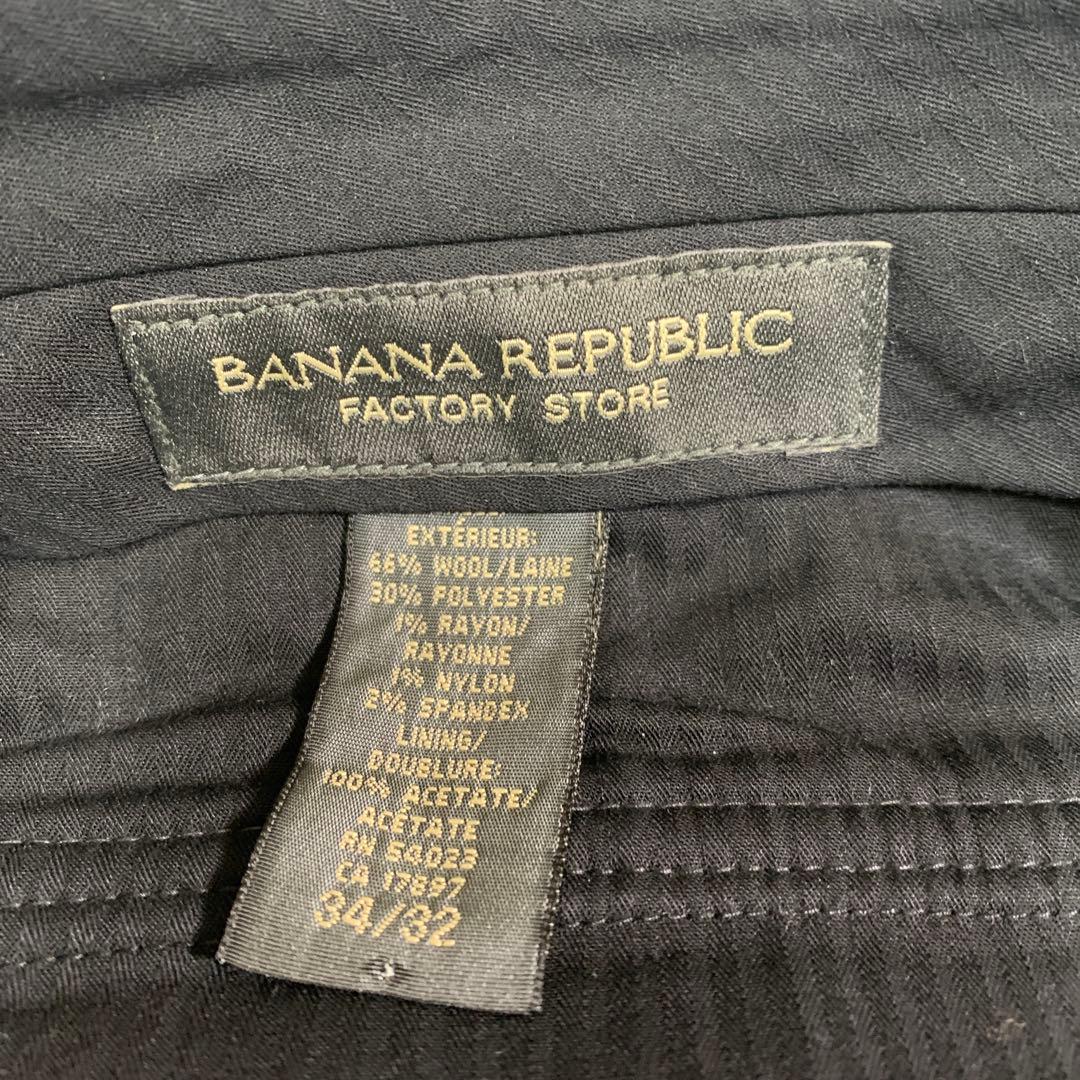 BANANA REPUBLIC
FACTORY STORE
EXTÉRIEUR:
66% WOOL/LAINE
30% POLYESTER
1% RAYON/
RAYONNE
1% NYLON
2% SPANDEX
LINING/
DOUBLURE:
100% ACETATE/
ACÉTATE
RN 54023
CA 17897
34/32